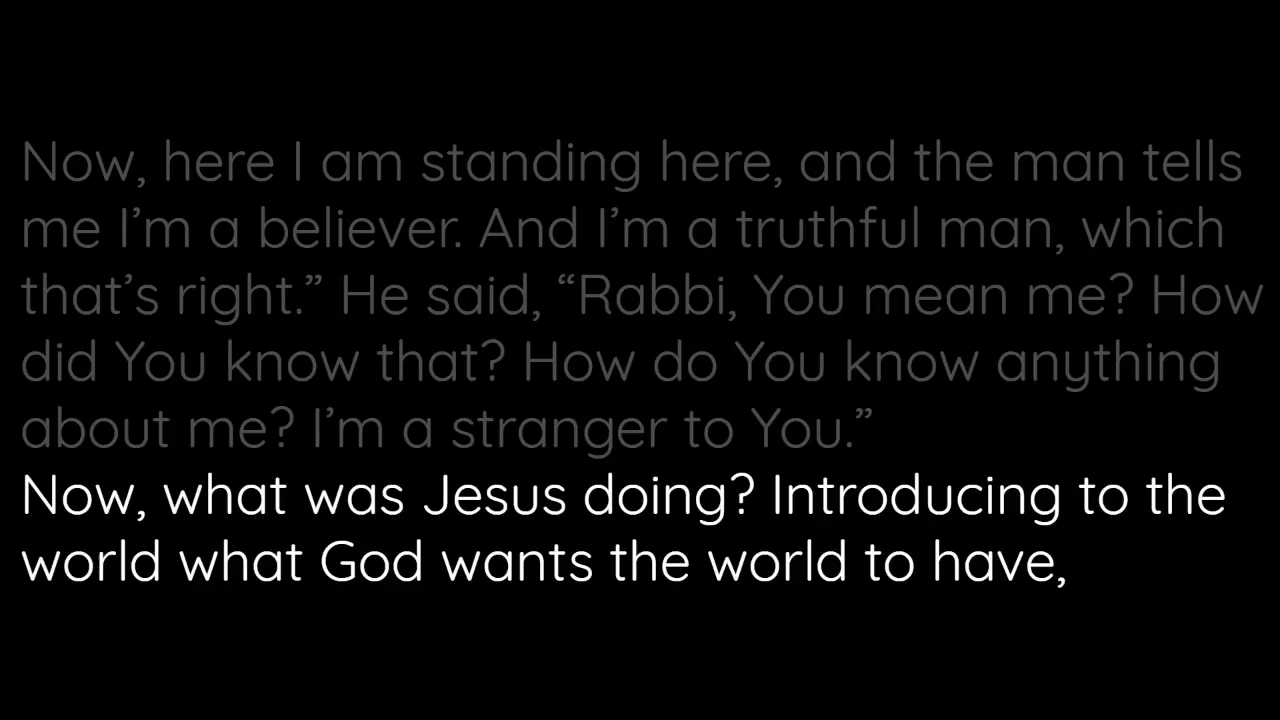 Now, here I am standing here, and the man tells
me I’m a believer. And I’m a truthful man, which
that’s right.” He said, “Rabbi, You mean me? How
did You know that? How do You know anything
about me? I’m a stranger to You.”
Now, what was Jesus doing? Introducing to the
world what God wants the world to have,